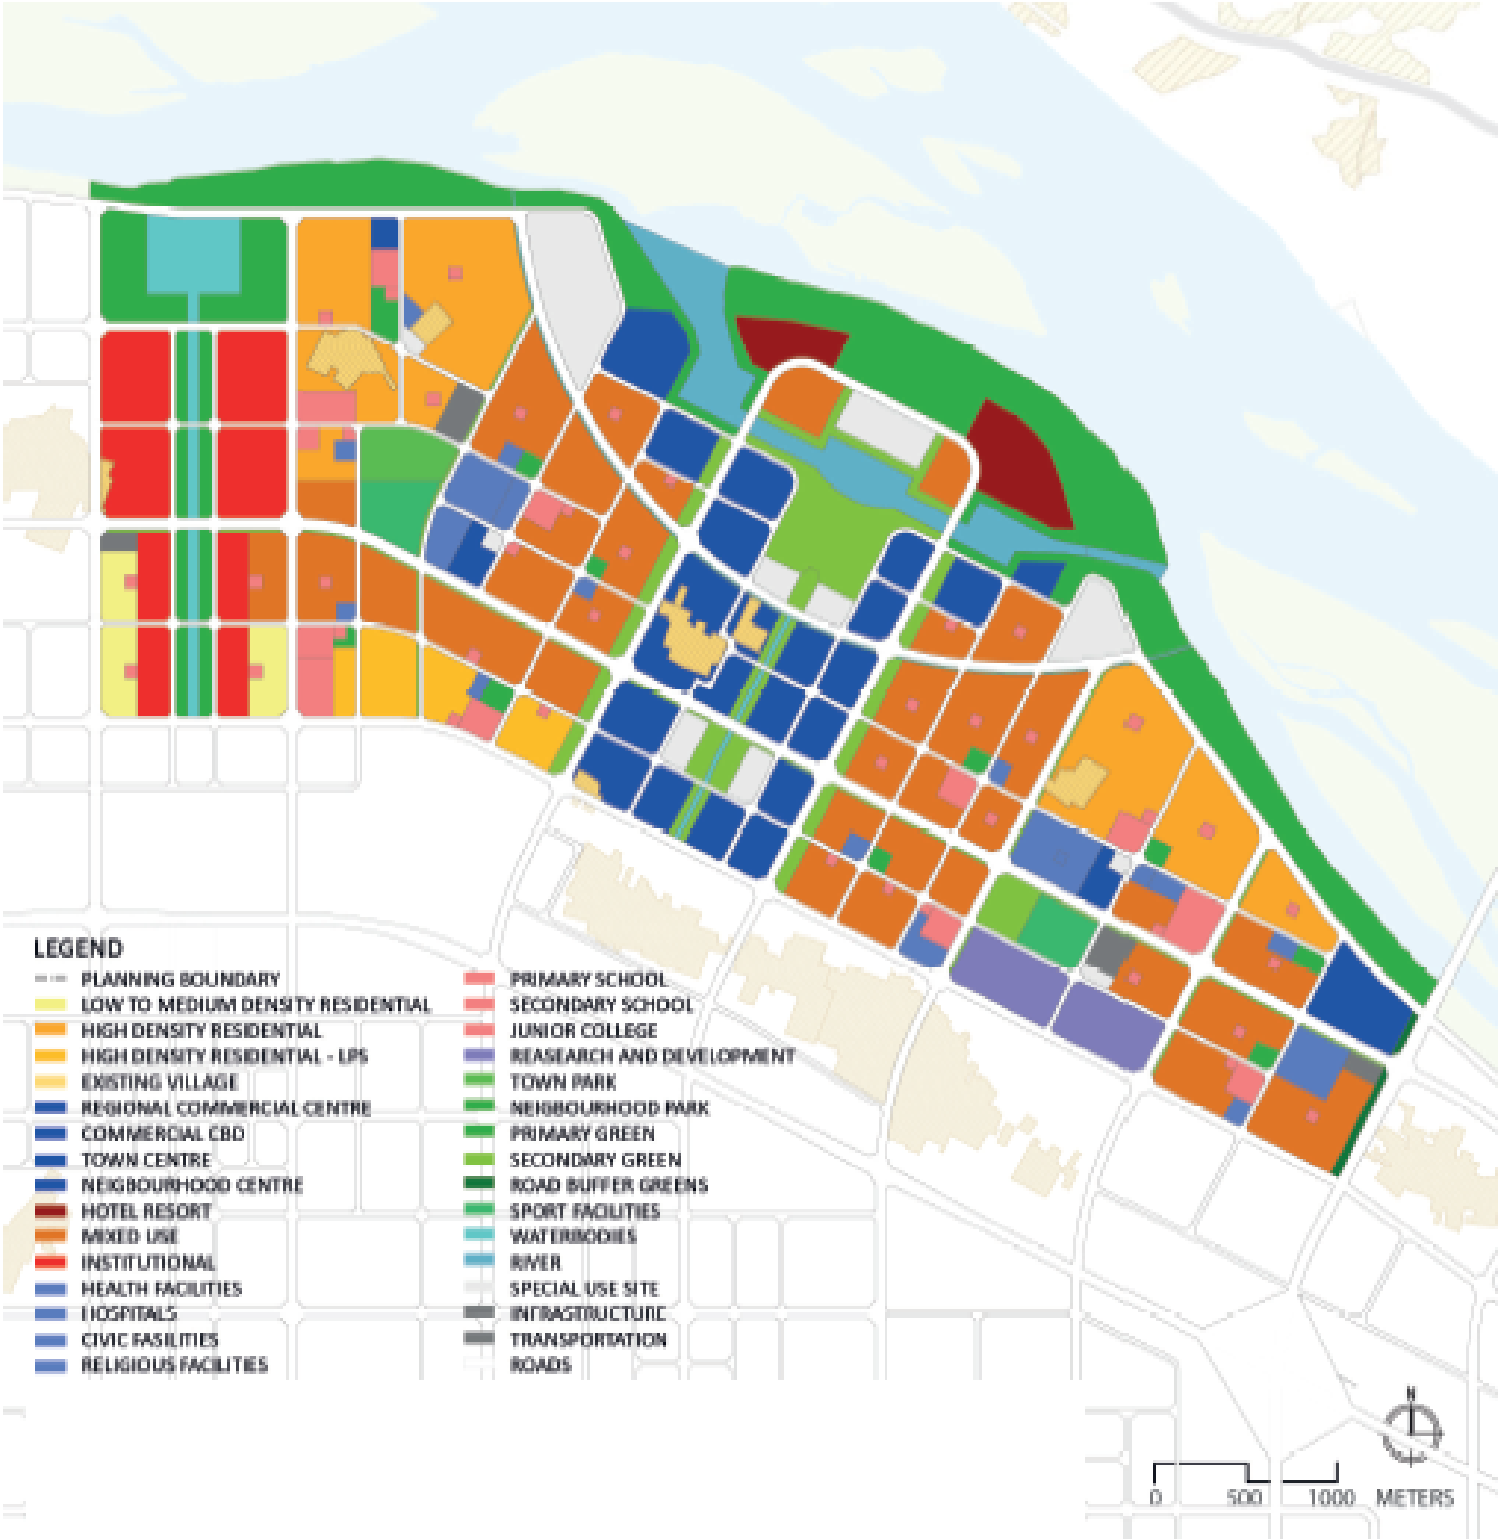 LEGEND
PLANNING BOUNDARY
LOW TO MEDIUM DENSITY RESIDENTIAL
HIGH DENSITY RESIDENTIAL
HIGH DENSITY RESIDENTIAL - LPS
EXISTING VILLAGE
REGIONAL COMMERCIAL CENTRE
COMMERCIAL CBD
TOWN CENTRE
NEIGBOURHOOD CENTRE
HOTEL RESORT
MIXED USE
INSTITUTIONAL
HEALTH FACILITIES
HOSPITALS
CIVIC FASILITIES
RELIGIOUS FACILITIES
PRIMARY SCHOOL
SECONDARY SCHOOL
JUNIOR COLLEGE
REASEARCH AND DEVELOPMENT
TOWN PARK
NEIGBOURHOOD PARK
PRIMARY GREEN
SECONDARY GREEN
ROAD BUFFER GREENS
SPORT FACILITIES
WATERBODIES
RIVER
SPECIAL USE SITE
INFRASTRUCTURE
TRANSPORTATION
ROADS
N
0 500 1000 METERS